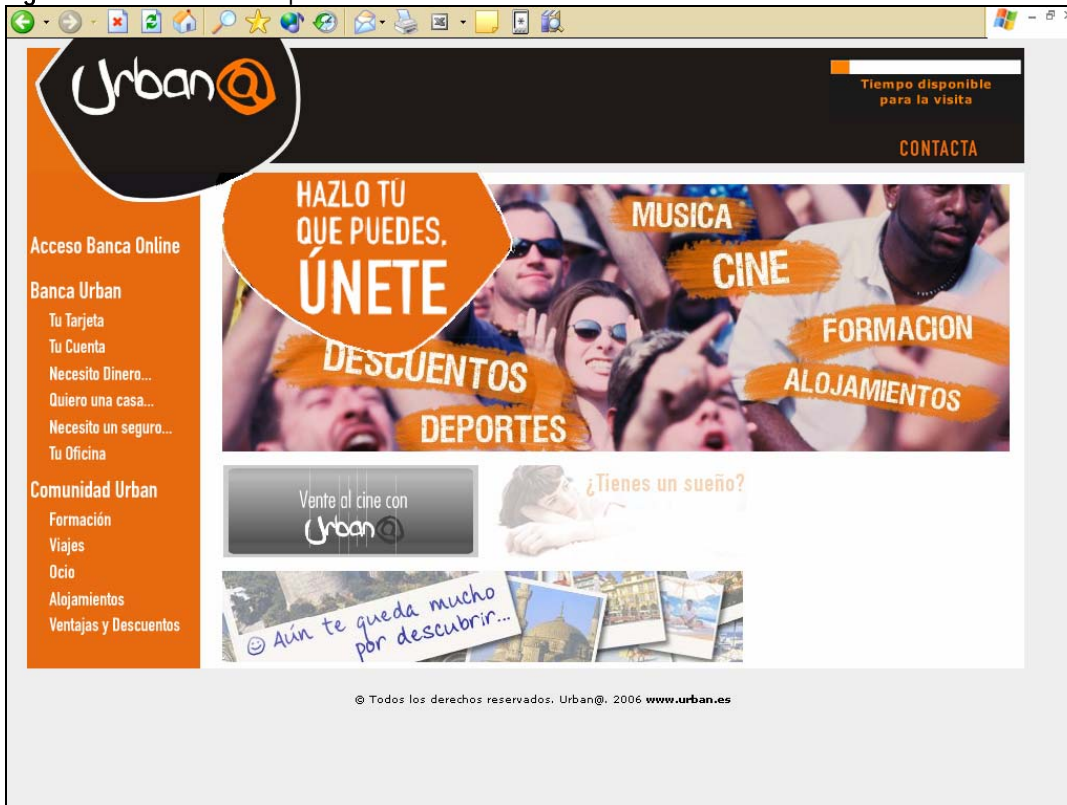 Urban@
Tiempo disponible
para la visita
CONTACTA
HAZLO TÚ
QUE PUEDES,
ÚNETE
MUSICA
CINE
FORMACION
ALOJAMIENTOS
DESCUENTOS
DEPORTES
Acceso Banca Online
Banca Urban
Tu Tarjeta
Tu Cuenta
Necesito Dinero...
Quiero una casa...
Necesito un seguro...
Tu Oficina
Comunidad Urban
Formación
Viajes
Ocio
Alojamientos
Ventajas y Descuentos
Vente al cine con
Urban@
¿Tienes un sueño?
Aún te queda mucho
por descubrir...
© Todos los derechos reservados. Urban@. 2006 www.urban.es